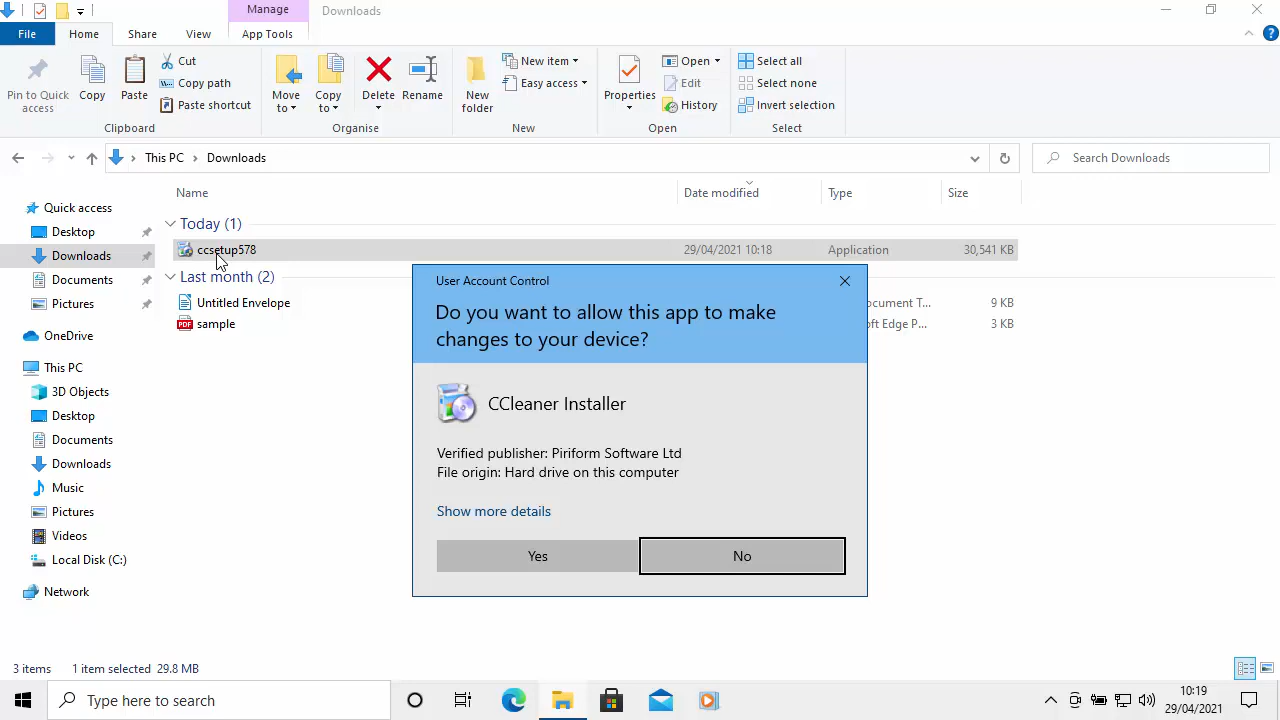 Manage
Downloads
File
Home
Share
View
App Tools
Pin to Quick access
Copy
Paste
Cut
Copy path
Paste shortcut
Clipboard
Move to
Copy to
Delete
Rename
Organise
New folder
New item
Easy access
New
Properties
Open
Edit
History
Open
Select all
Select none
Invert selection
Select
This PC
Downloads
Search Downloads
Name
Date modified
Type
Size
Today (1)
ccsetup578
29/04/2021 10:18
Application
30,541 KB
Last month (2)
Untitled Envelope
ocument T...
9 KB
sample
oft Edge P...
3 KB
Quick access
Desktop
Downloads
Documents
Pictures
OneDrive
This PC
3D Objects
Desktop
Documents
Downloads
Music
Pictures
Videos
Local Disk (C:)
Network
User Account Control
Do you want to allow this app to make
changes to your device?
CCleaner Installer
Verified publisher: Piriform Software Ltd
File origin: Hard drive on this computer
Show more details
Yes
No
3 items
1 item selected 29.8 MB
Type here to search
10:19
29/04/2021